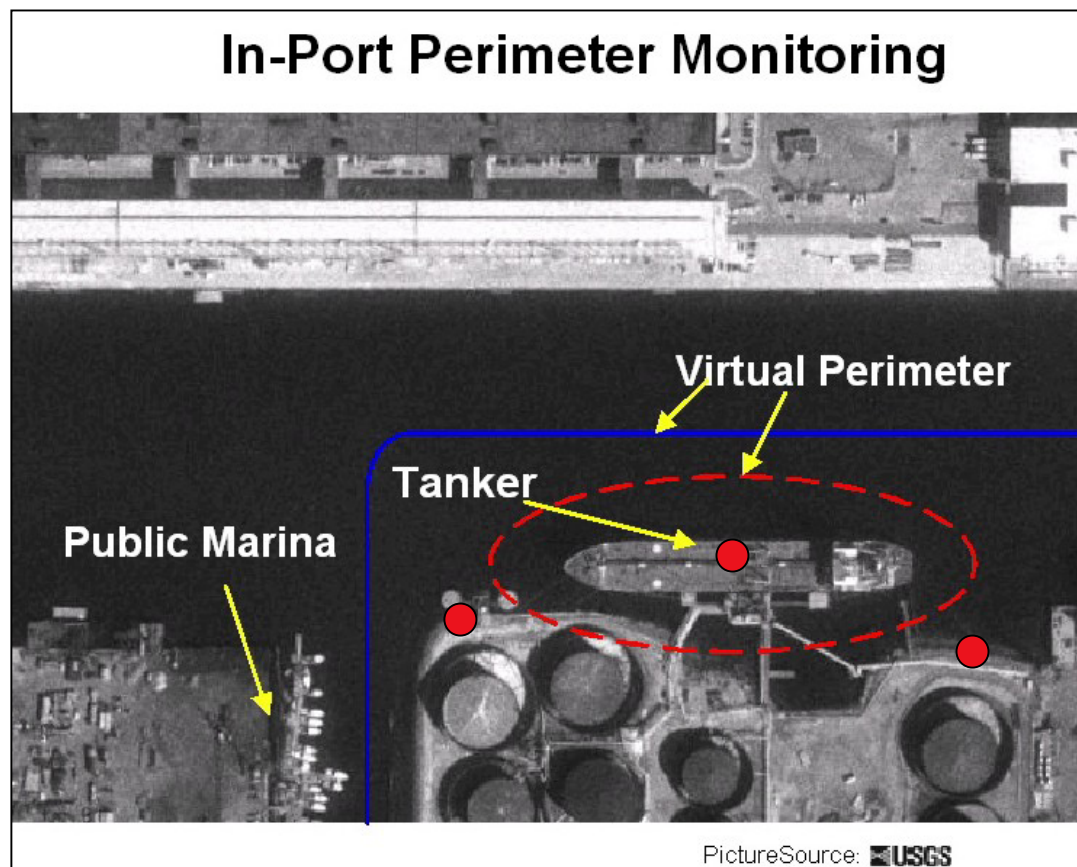 In-Port Perimeter Monitoring
Virtual Perimeter
Tanker
Public Marina
PictureSource: USGS